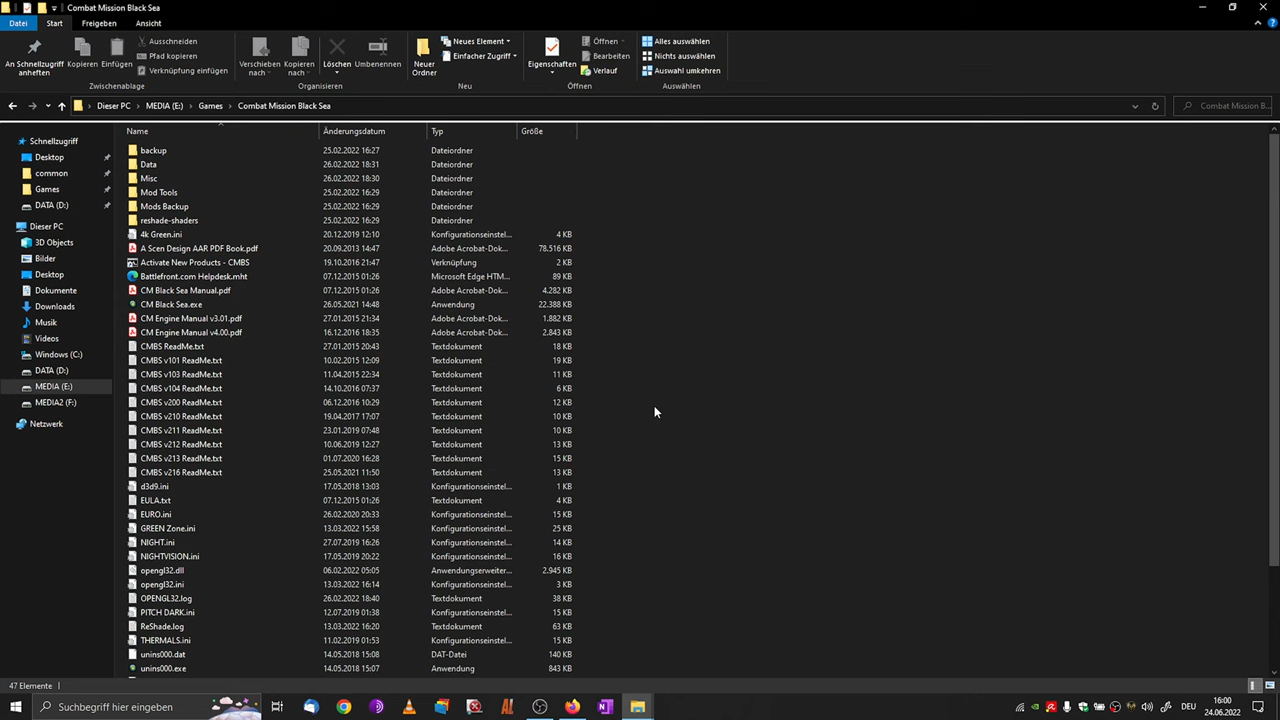 Combat Mission Black Sea
Datei Start Freigeben Ansicht
An Schnellzugriff anheften
Kopieren
Einfügen
Ausschneiden
Pfad kopieren
Verknüpfung einfügen
Zwischenablage
Verschieben nach
Kopieren nach
Löschen
Umbenennen
Organisieren
Neuer Ordner
Neues Element
Einfacher Zugriff
Neu
Eigenschaften
Öffnen
Bearbeiten
Verlauf
Öffnen
Alles auswählen
Nichts auswählen
Auswahl umkehren
Auswählen
Dieser PC > MEDIA (E:) > Games > Combat Mission Black Sea
Combat Mission B...
Schnellzugriff
Desktop
common
Games
DATA (D:)
Dieser PC
3D Objects
Bilder
Desktop
Dokumente
Downloads
Musik
Videos
Windows (C:)
DATA (D:)
MEDIA (E:)
MEDIA2 (F:)
Netzwerk
Name Änderungsdatum Typ Größe
backup 25.02.2022 16:27 Dateiordner
Data 26.02.2022 18:31 Dateiordner
Misc 26.02.2022 18:30 Dateiordner
Mod Tools 25.02.2022 16:29 Dateiordner
Mods Backup 25.02.2022 16:29 Dateiordner
reshade-shaders 25.02.2022 16:29 Dateiordner
4k Green.ini 20.12.2019 12:10 Konfigurationseinstel... 4 KB
A Scen Design AAR PDF Book.pdf 20.09.2013 14:47 Adobe Acrobat-Dok... 78.516 KB
Activate New Products - CMBS 19.10.2016 21:47 Verknüpfung 2 KB
Battlefront.com Helpdesk.mht 07.12.2015 01:26 Microsoft Edge HTM... 89 KB
CM Black Sea Manual.pdf 07.12.2015 01:26 Adobe Acrobat-Dok... 4.282 KB
CM Black Sea.exe 26.05.2021 14:48 Anwendung 22.388 KB
CM Engine Manual v3.01.pdf 27.01.2015 21:34 Adobe Acrobat-Dok... 1.882 KB
CM Engine Manual v4.00.pdf 16.12.2016 18:35 Adobe Acrobat-Dok... 2.843 KB
CMBS ReadMe.txt 27.01.2015 20:43 Textdokument 18 KB
CMBS v101 ReadMe.txt 10.02.2015 12:09 Textdokument 19 KB
CMBS v103 ReadMe.txt 11.04.2015 22:34 Textdokument 11 KB
CMBS v104 ReadMe.txt 14.10.2016 07:37 Textdokument 6 KB
CMBS v200 ReadMe.txt 06.12.2016 10:29 Textdokument 12 KB
CMBS v210 ReadMe.txt 19.04.2017 17:07 Textdokument 10 KB
CMBS v211 ReadMe.txt 23.01.2019 07:48 Textdokument 10 KB
CMBS v212 ReadMe.txt 10.06.2019 12:27 Textdokument 13 KB
CMBS v213 ReadMe.txt 01.07.2020 16:28 Textdokument 15 KB
CMBS v216 ReadMe.txt 25.05.2021 11:50 Textdokument 13 KB
d3d9.ini 17.05.2018 13:03 Konfigurationseinstel... 1 KB
EULA.txt 07.12.2015 01:26 Textdokument 4 KB
EURO.ini 26.02.2020 20:33 Konfigurationseinstel... 15 KB
GREEN Zone.ini 13.03.2022 15:58 Konfigurationseinstel... 25 KB
NIGHT.ini 27.07.2019 16:26 Konfigurationseinstel... 14 KB
NIGHTVISION.ini 17.05.2019 20:22 Konfigurationseinstel... 16 KB
opengl32.dll 06.02.2022 05:05 Anwendungserweiter... 2.945 KB
opengl32.ini 13.03.2022 16:14 Konfigurationseinstel... 3 KB
OPENGL32.log 26.02.2022 18:40 Textdokument 38 KB
PITCH DARK.ini 12.07.2019 01:38 Konfigurationseinstel... 15 KB
ReShade.log 13.03.2022 16:20 Textdokument 63 KB
THERMALS.ini 11.02.2019 01:53 Konfigurationseinstel... 15 KB
unins000.dat 14.05.2018 15:08 DAT-Datei 140 KB
unins000.exe 14.05.2018 15:07 Anwendung 843 KB
47 Elemente
Suchbegriff hier eingeben
DEU
16:00
24.06.2022